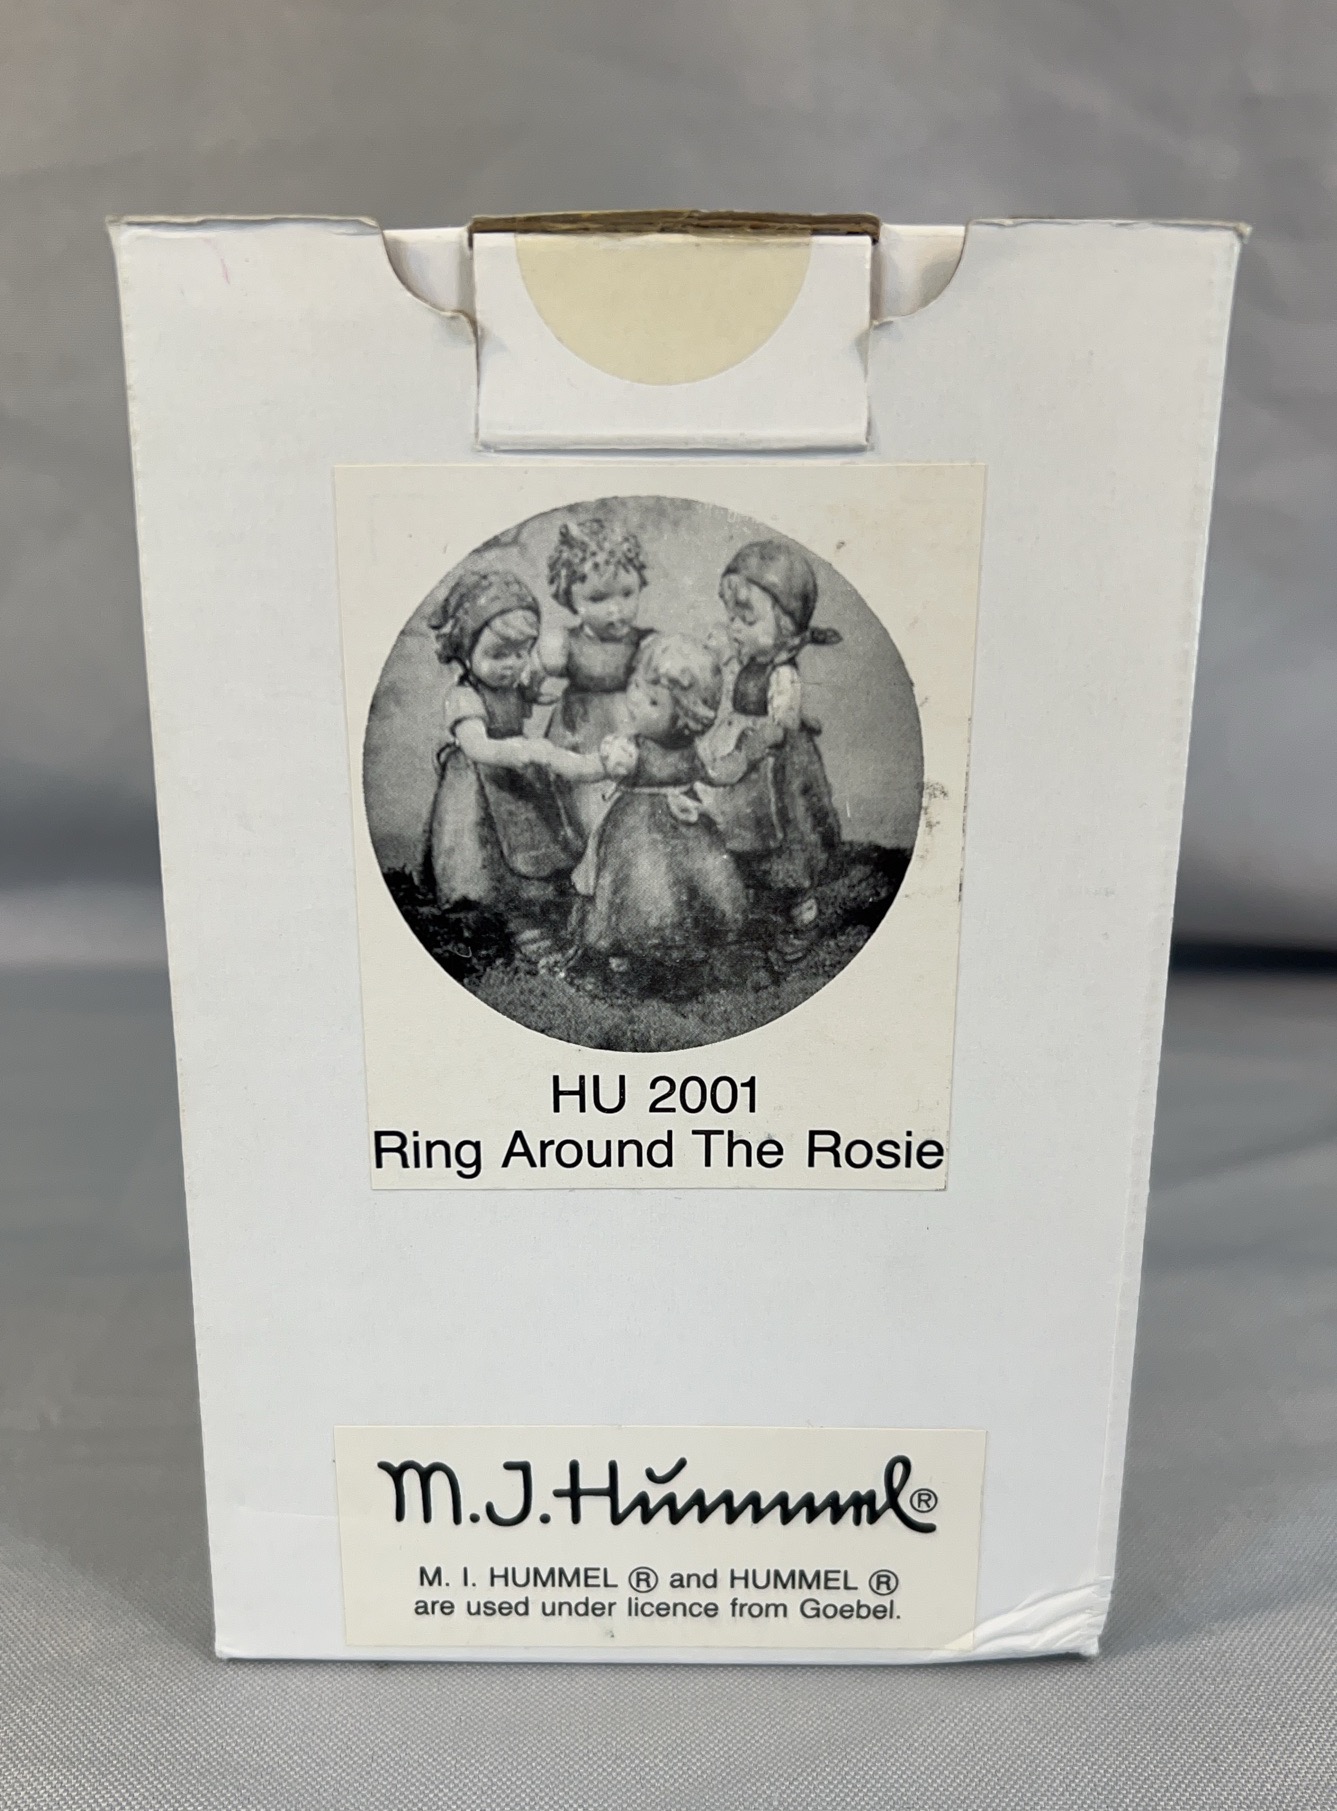 HU 2001
Ring Around The Rosie
M.J.Hummel®
M. I. HUMMEL ® and HUMMEL ®
are used under licence from Goebel.